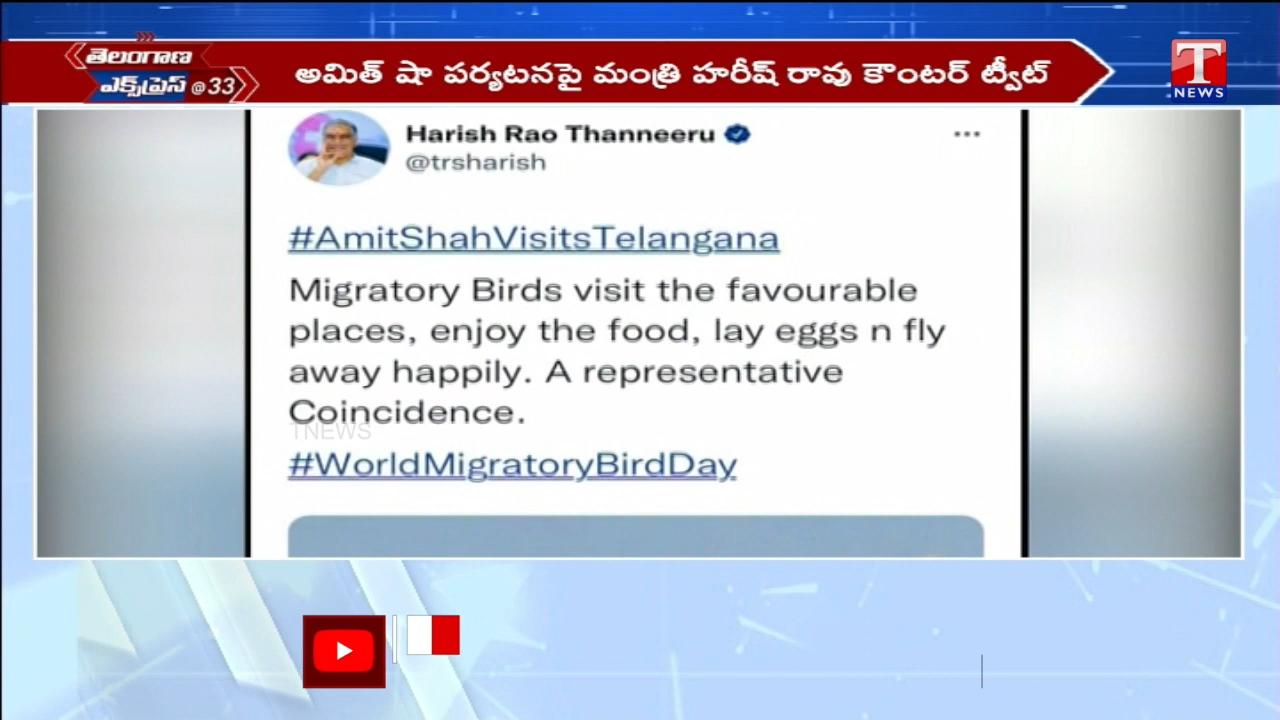 తెలంగాణ
ఎక్స్‌ప్రెస్ @33
అమిత్ షా పర్యటనపై మంత్రి హరీష్ రావు కౌంటర్ ట్వీట్
T
NEWS
Harish Rao Thanneeru
@trsharish
#AmitShahVisitsTelangana
Migratory Birds visit the favourable
places, enjoy the food, lay eggs n fly
away happily. A representative
Coincidence.
TNEWS
#WorldMigratoryBirdDay